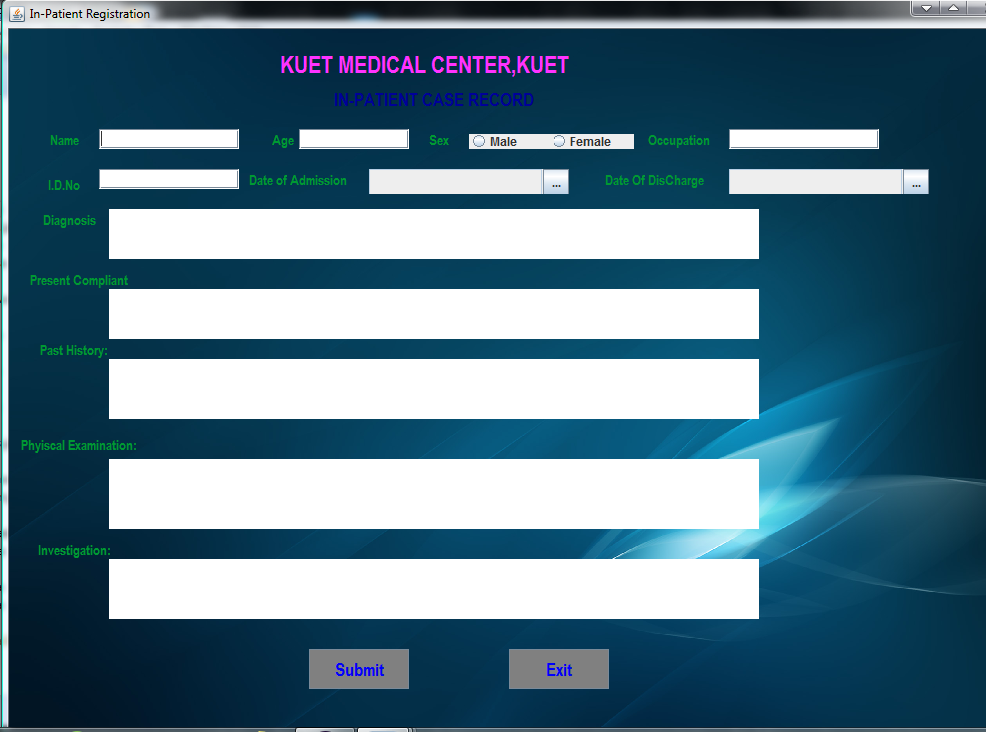 In-Patient Registration
KUET MEDICAL CENTER,KUET
IN-PATIENT CASE RECORD
Name Age Sex Male Female Occupation
I.D.No Date of Admission ... Date Of DisCharge ...
Diagnosis
Present Compliant
Past History:
Phyiscal Examination:
Investigation:
Submit Exit